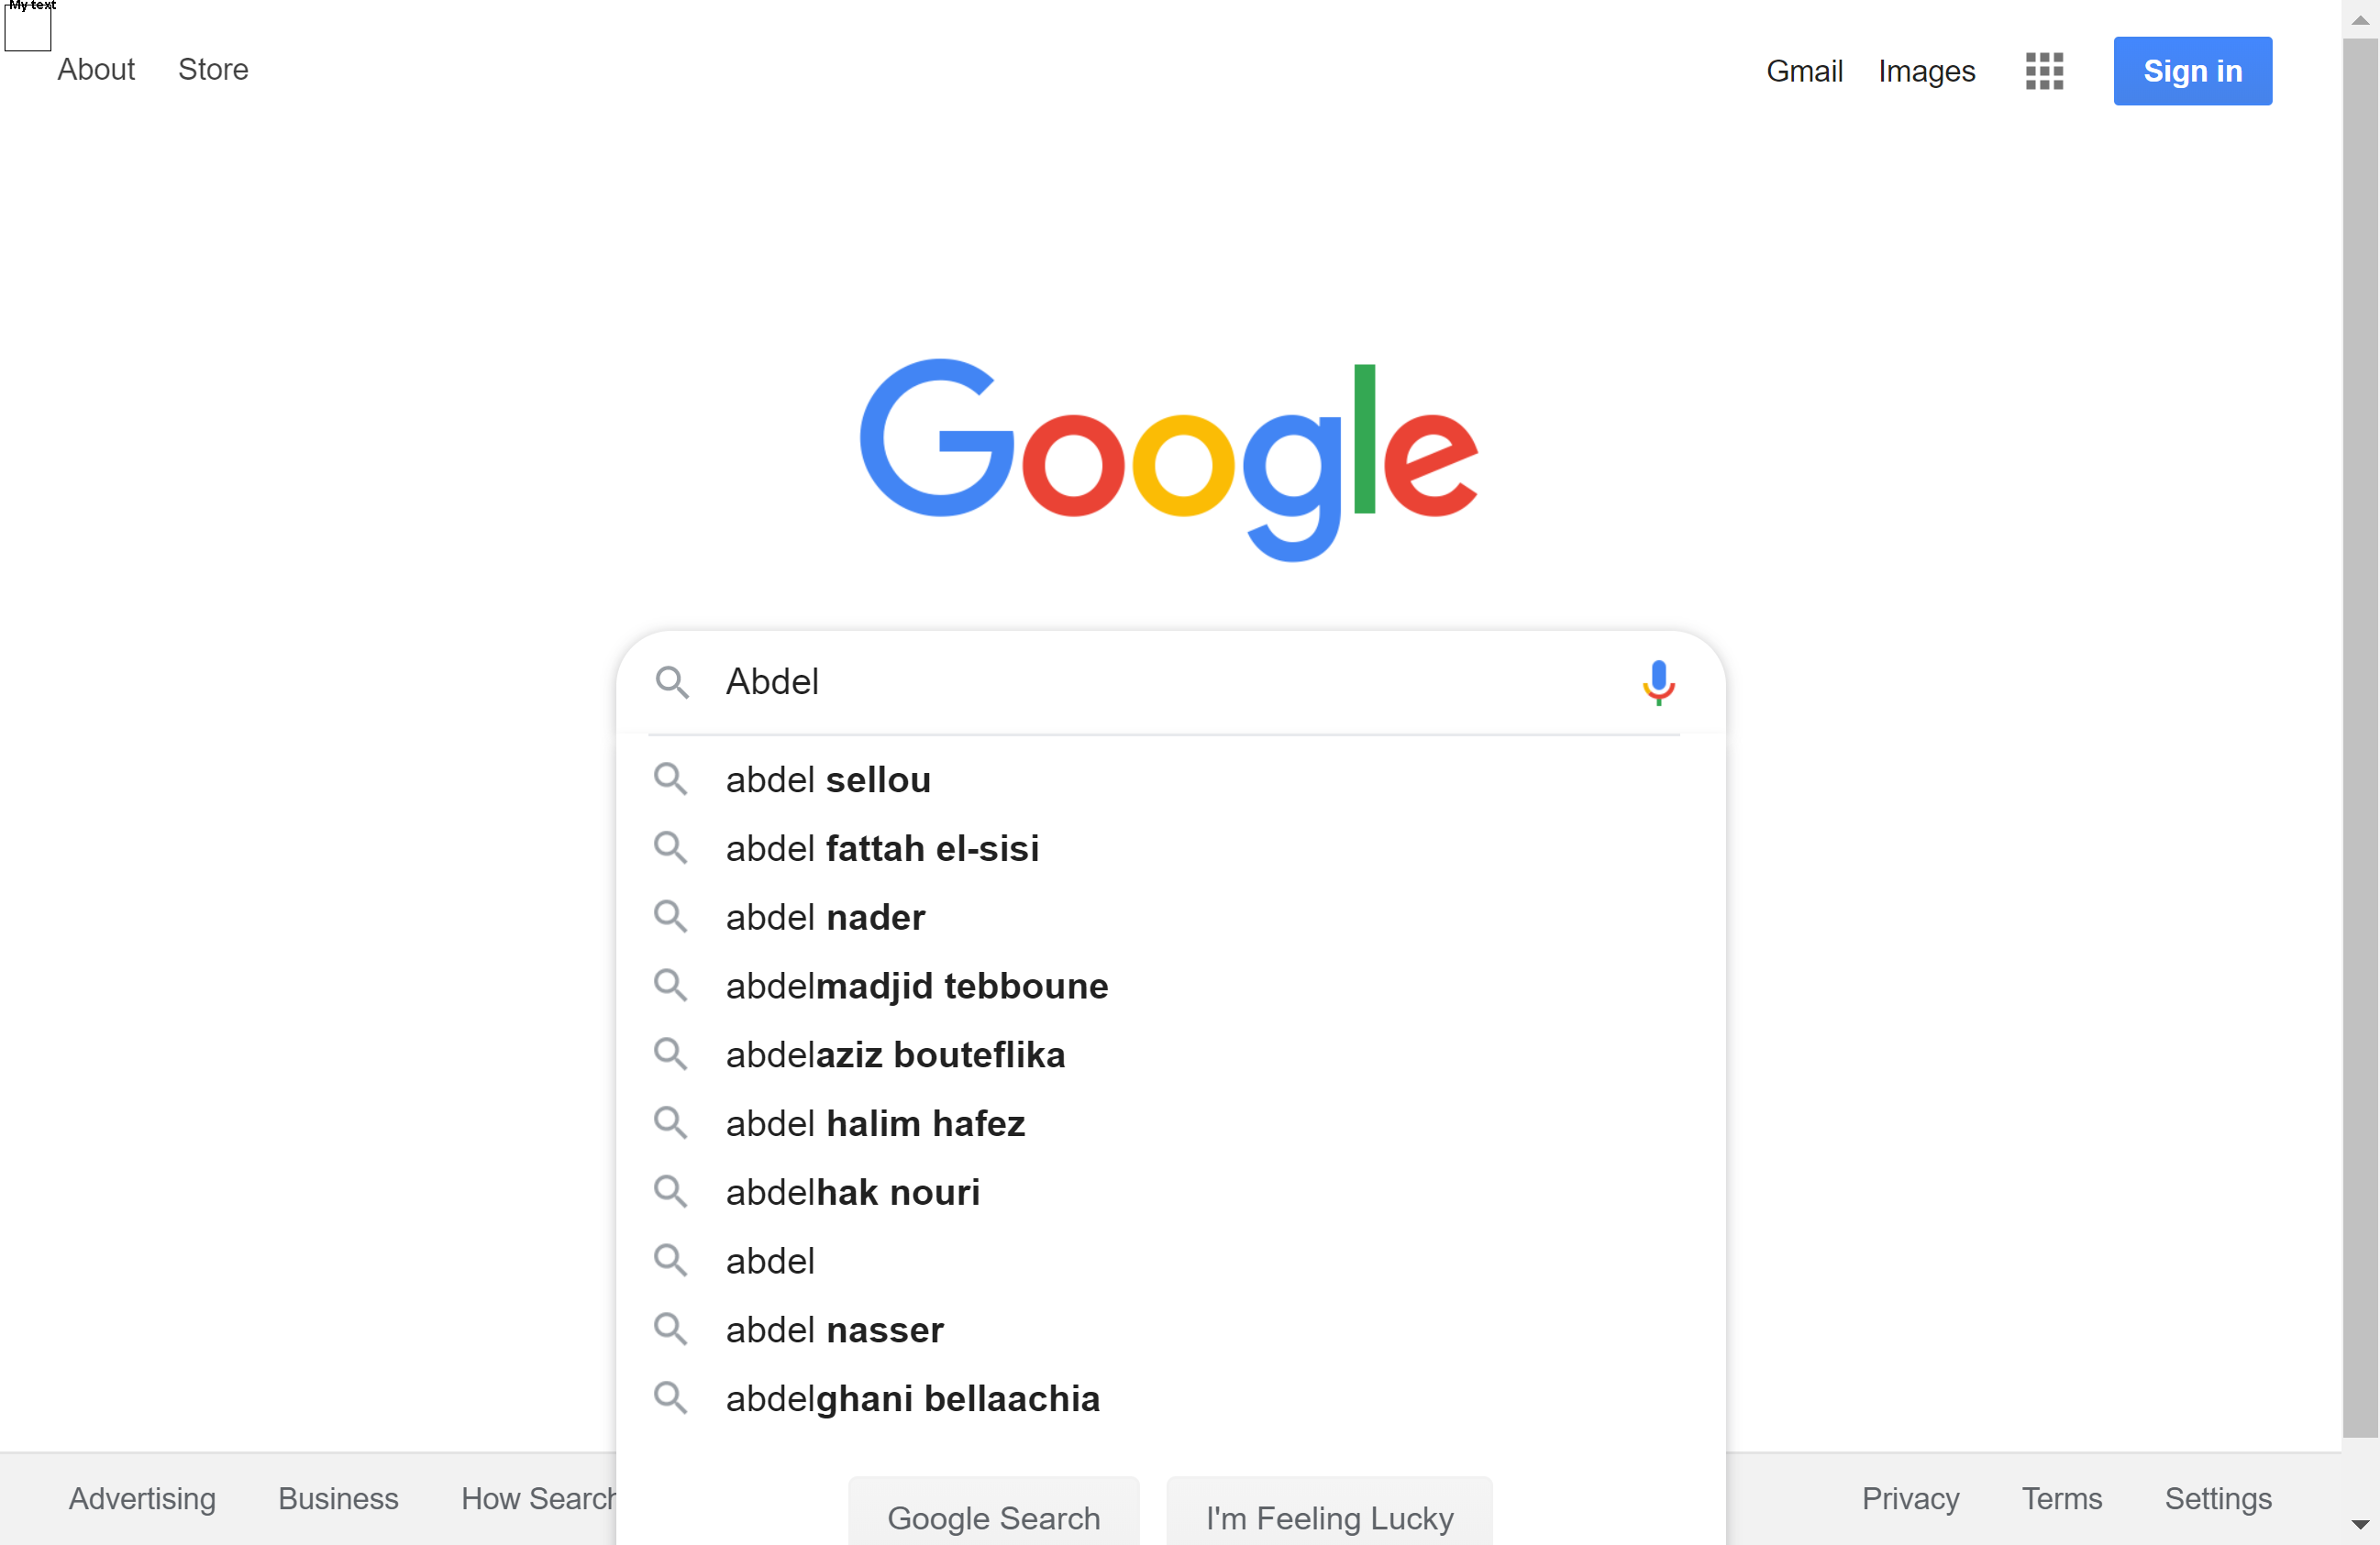 My text
About Store Gmail Images Sign in
Google
Abdel
abdel sellou
abdel fattah el-sisi
abdel nader
abdelmadjid tebboune
abdelaziz bouteflika
abdel halim hafez
abdelhak nouri
abdel
abdel nasser
abdelghani bellaachia
Google Search I'm Feeling Lucky
Advertising Business How Search Privacy Terms Settings